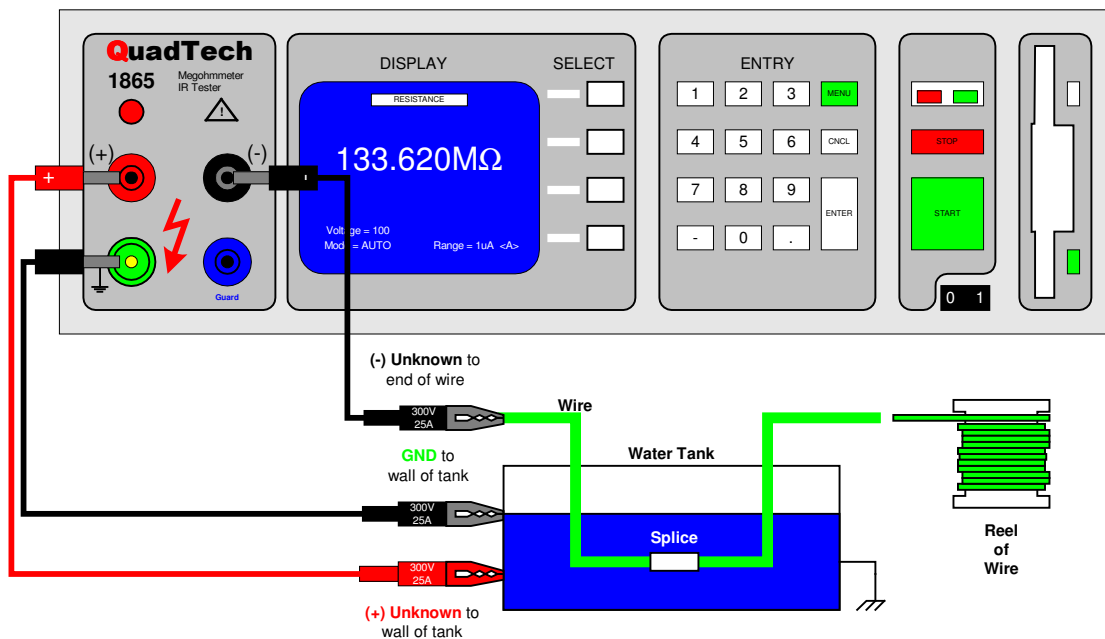 QuadTech
1865
Megohmmeter
IR Tester
!
(+)
(-)
+
-
Guard
DISPLAY
SELECT
RESISTANCE
133.620MΩ
Voltage = 100
Mode = AUTO Range = 1uA <A>
ENTRY
1 2 3 MENU
4 5 6 CNCL
7 8 9
ENTER
- 0 .
STOP
START
0 1
(-) Unknown to
end of wire
300V
25A
Wire
GND to
wall of tank
Water Tank
300V
25A
Splice
300V
25A
(+) Unknown to
wall of tank
Reel
of
Wire